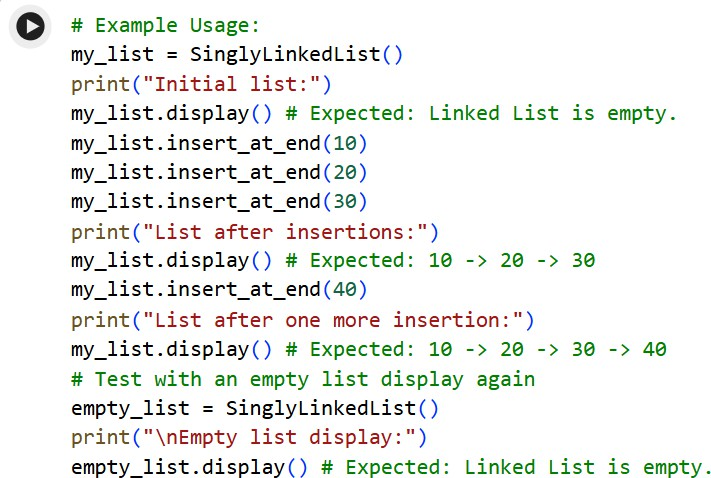 # Example Usage:
my_list = SinglyLinkedList()
print("Initial list:")
my_list.display() # Expected: Linked List is empty.
my_list.insert_at_end(10)
my_list.insert_at_end(20)
my_list.insert_at_end(30)
print("List after insertions:")
my_list.display() # Expected: 10 -> 20 -> 30
my_list.insert_at_end(40)
print("List after one more insertion:")
my_list.display() # Expected: 10 -> 20 -> 30 -> 40
# Test with an empty list display again
empty_list = SinglyLinkedList()
print("\nEmpty list display:")
empty_list.display() # Expected: Linked List is empty.